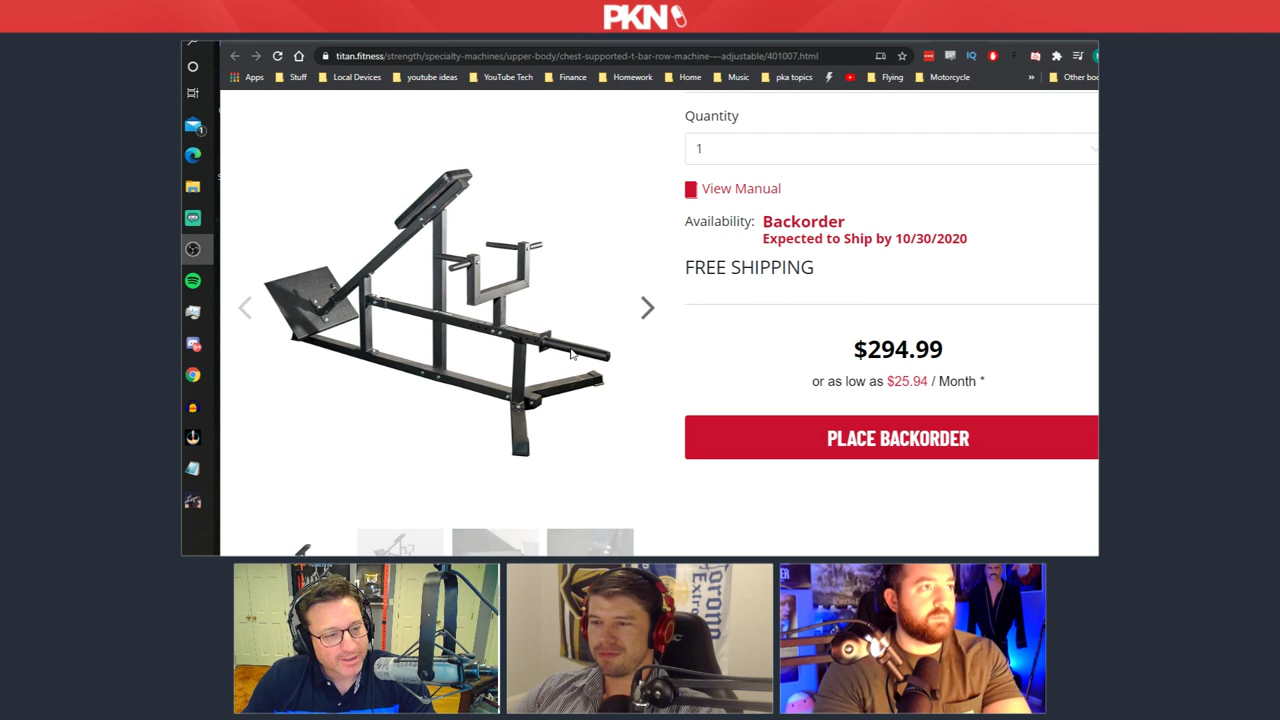 PKN
titan.fitness/strength/specialty-machines/upper-body/chest-supported-t-bar-row-machine---adjustable/401007.html
Apps Stuff Local Devices youtube ideas YouTube Tech Finance Homework Home Music pka topics Flying Motorcycle » Other boo
Quantity
1
View Manual
Availability: Backorder
Expected to Ship by 10/30/2020
FREE SHIPPING
$294.99
or as low as $25.94 / Month *
PLACE BACKORDER
Corona
Extra